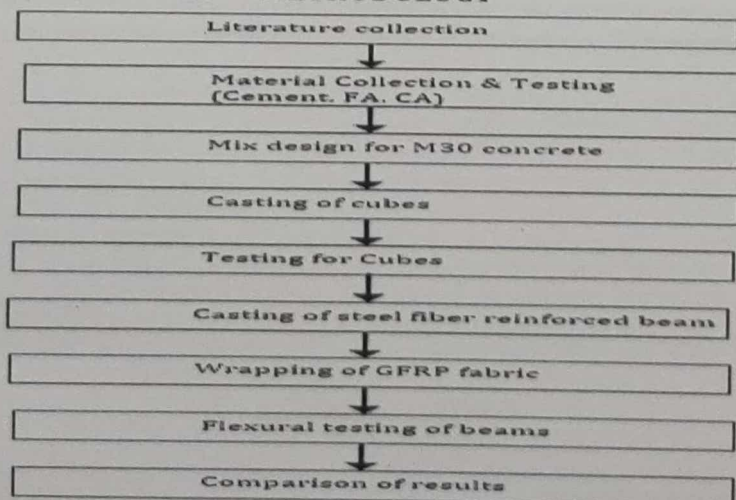 Literature collection
Material Collection & Testing
(Cement. FA. CA)
Mix design for M30 concrete
Casting of cubes
Testing for Cubes
Casting of steel fiber reinforced beam
Wrapping of GFRP fabric
Flexural testing of beams
Comparison of results